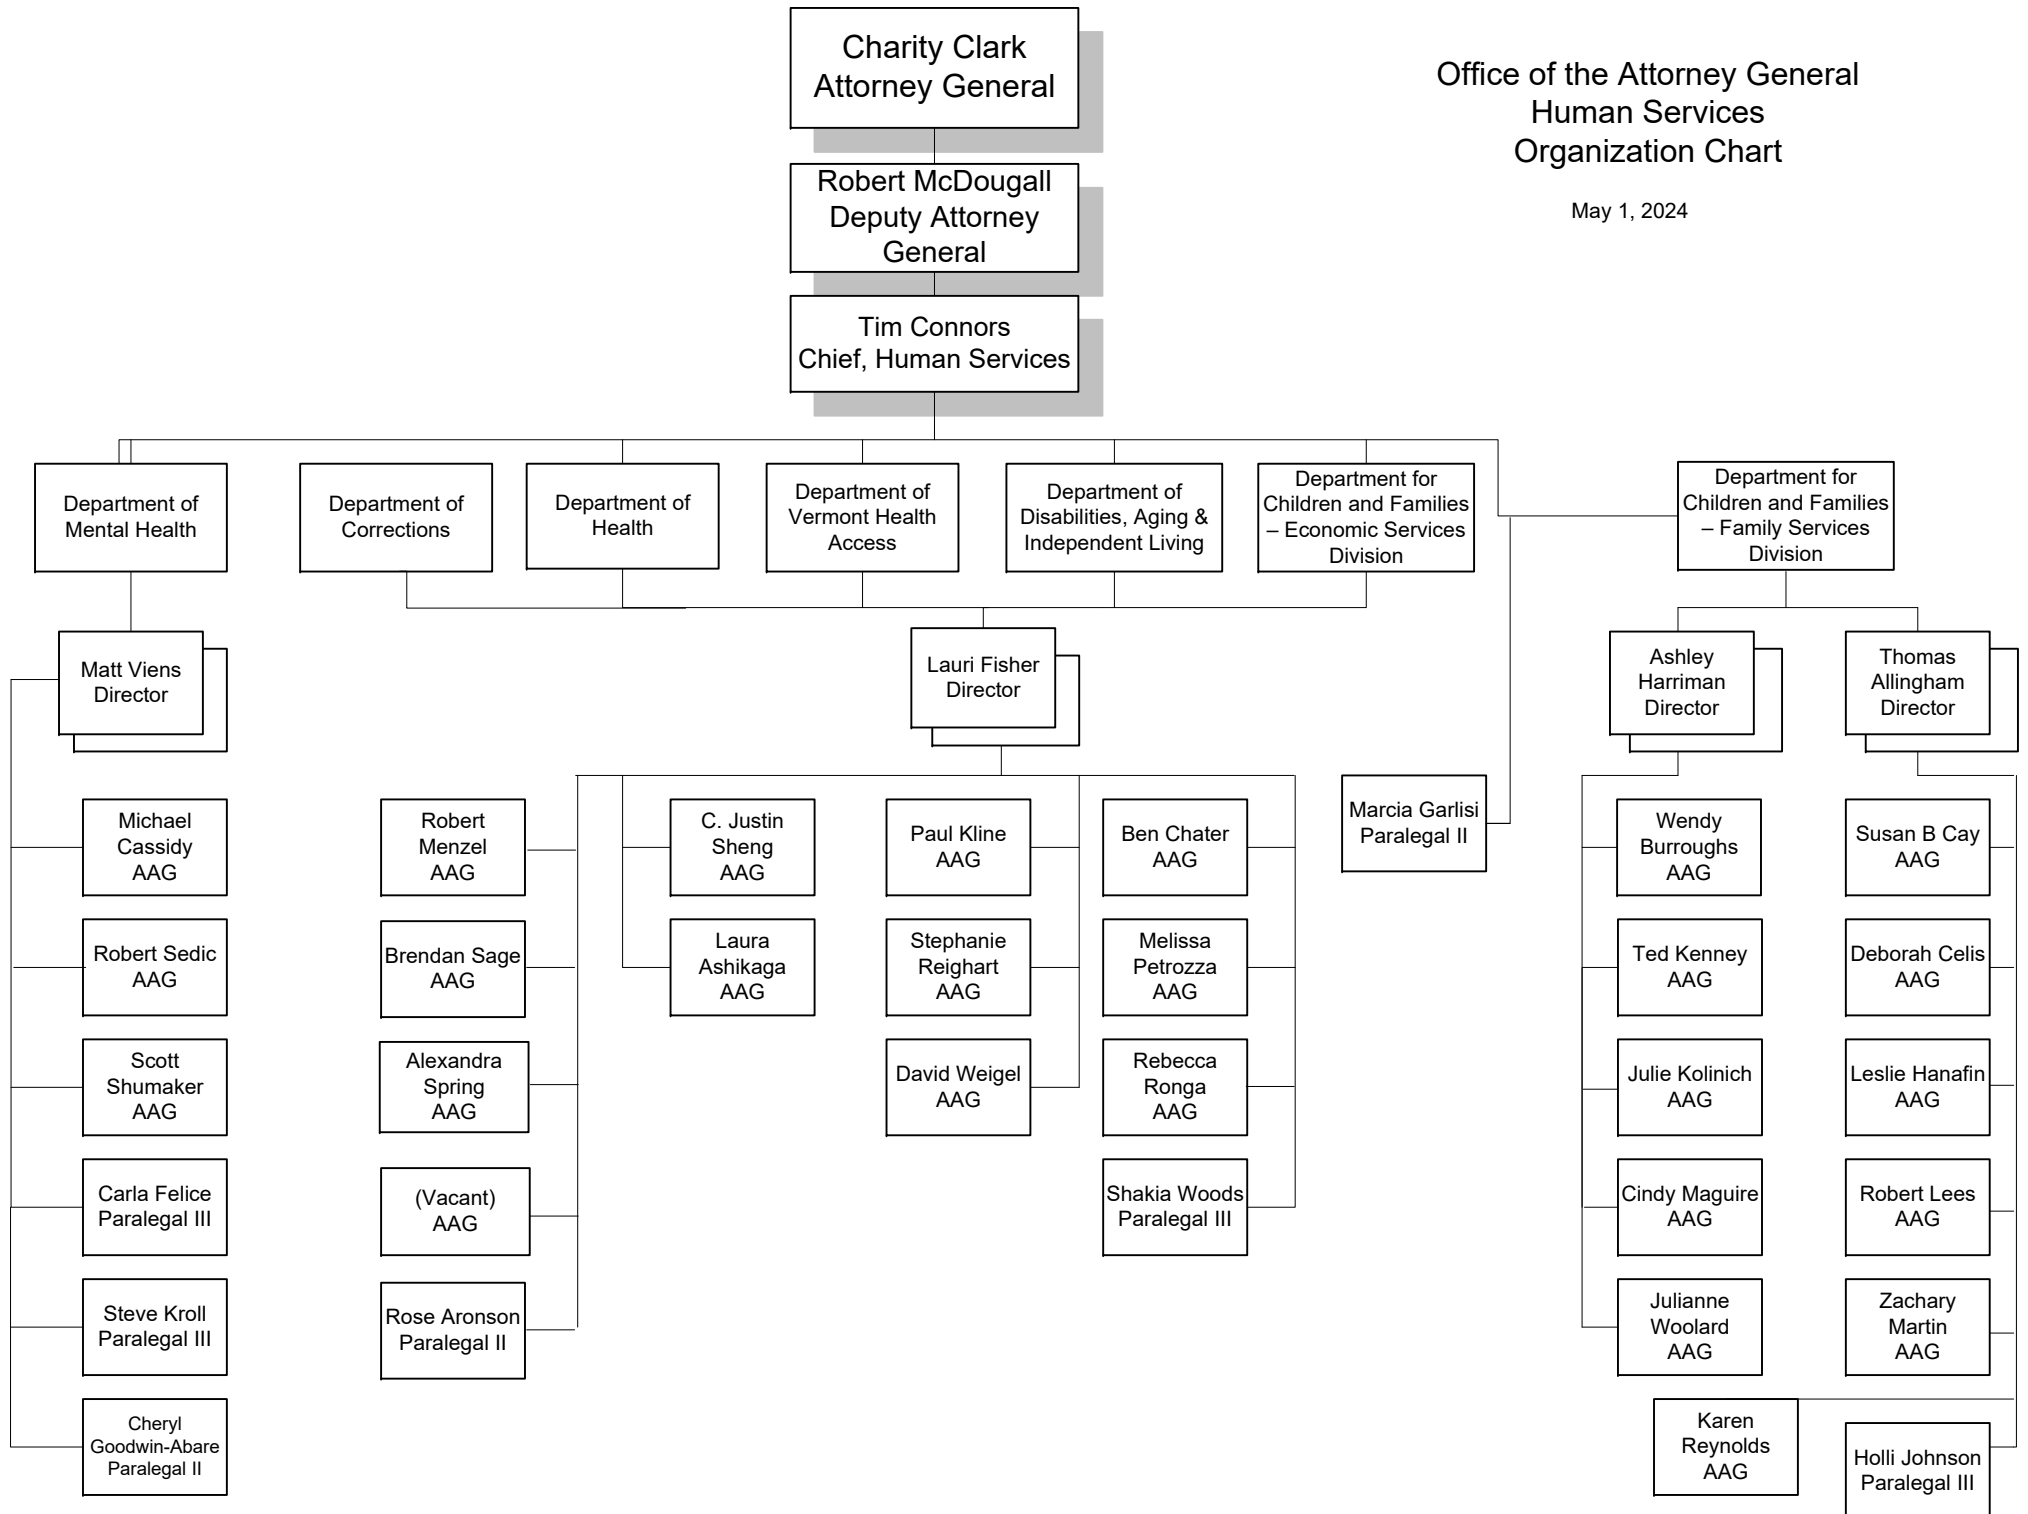 Charity Clark
Attorney General
Office of the Attorney General
Human Services
Organization Chart
May 1, 2024
Robert McDougall
Deputy Attorney
General
Tim Connors
Chief, Human Services
Department of
Mental Health
Department of
Corrections
Department of
Health
Department of
Vermont Health
Access
Department of
Disabilities, Aging &
Independent Living
Department for
Children and Families
– Economic Services
Division
Department for
Children and Families
– Family Services
Division
Matt Viens
Director
Lauri Fisher
Director
Ashley
Harriman
Director
Thomas
Allingham
Director
Michael
Cassidy
AAG
Robert
Menzel
AAG
C. Justin
Sheng
AAG
Paul Kline
AAG
Ben Chater
AAG
Marcia Garlisi
Paralegal II
Wendy
Burroughs
AAG
Susan B Cay
AAG
Robert Sedic
AAG
Brendan Sage
AAG
Laura
Ashikaga
AAG
Stephanie
Reighart
AAG
Melissa
Petrozza
AAG
Ted Kenney
AAG
Deborah Celis
AAG
Scott
Shumaker
AAG
Alexandra
Spring
AAG
David Weigel
AAG
Rebecca
Ronga
AAG
Julie Kolinich
AAG
Leslie Hanafin
AAG
Carla Felice
Paralegal III
(Vacant)
AAG
Shakia Woods
Paralegal III
Cindy Maguire
AAG
Robert Lees
AAG
Steve Kroll
Paralegal III
Rose Aronson
Paralegal II
Julianne
Woolard
AAG
Zachary
Martin
AAG
Cheryl
Goodwin-Abare
Paralegal II
Karen
Reynolds
AAG
Holli Johnson
Paralegal III